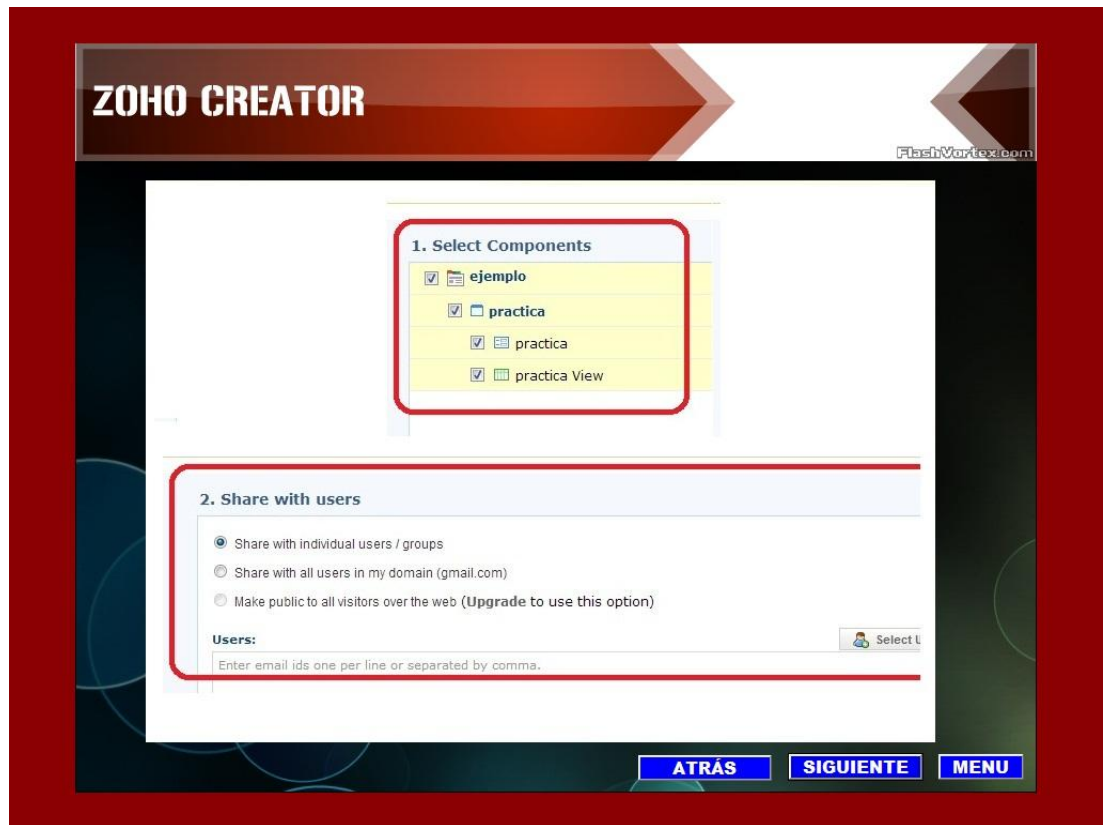 ZOHO CREATOR
FlashVortex.com
1. Select Components
ejemplo
practica
practica
practica View
2. Share with users
Share with individual users / groups
Share with all users in my domain (gmail.com)
Make public to all visitors over the web (Upgrade to use this option)
Users:
Select U
Enter email ids one per line or separated by comma.
ATRÁS
SIGUIENTE
MENU